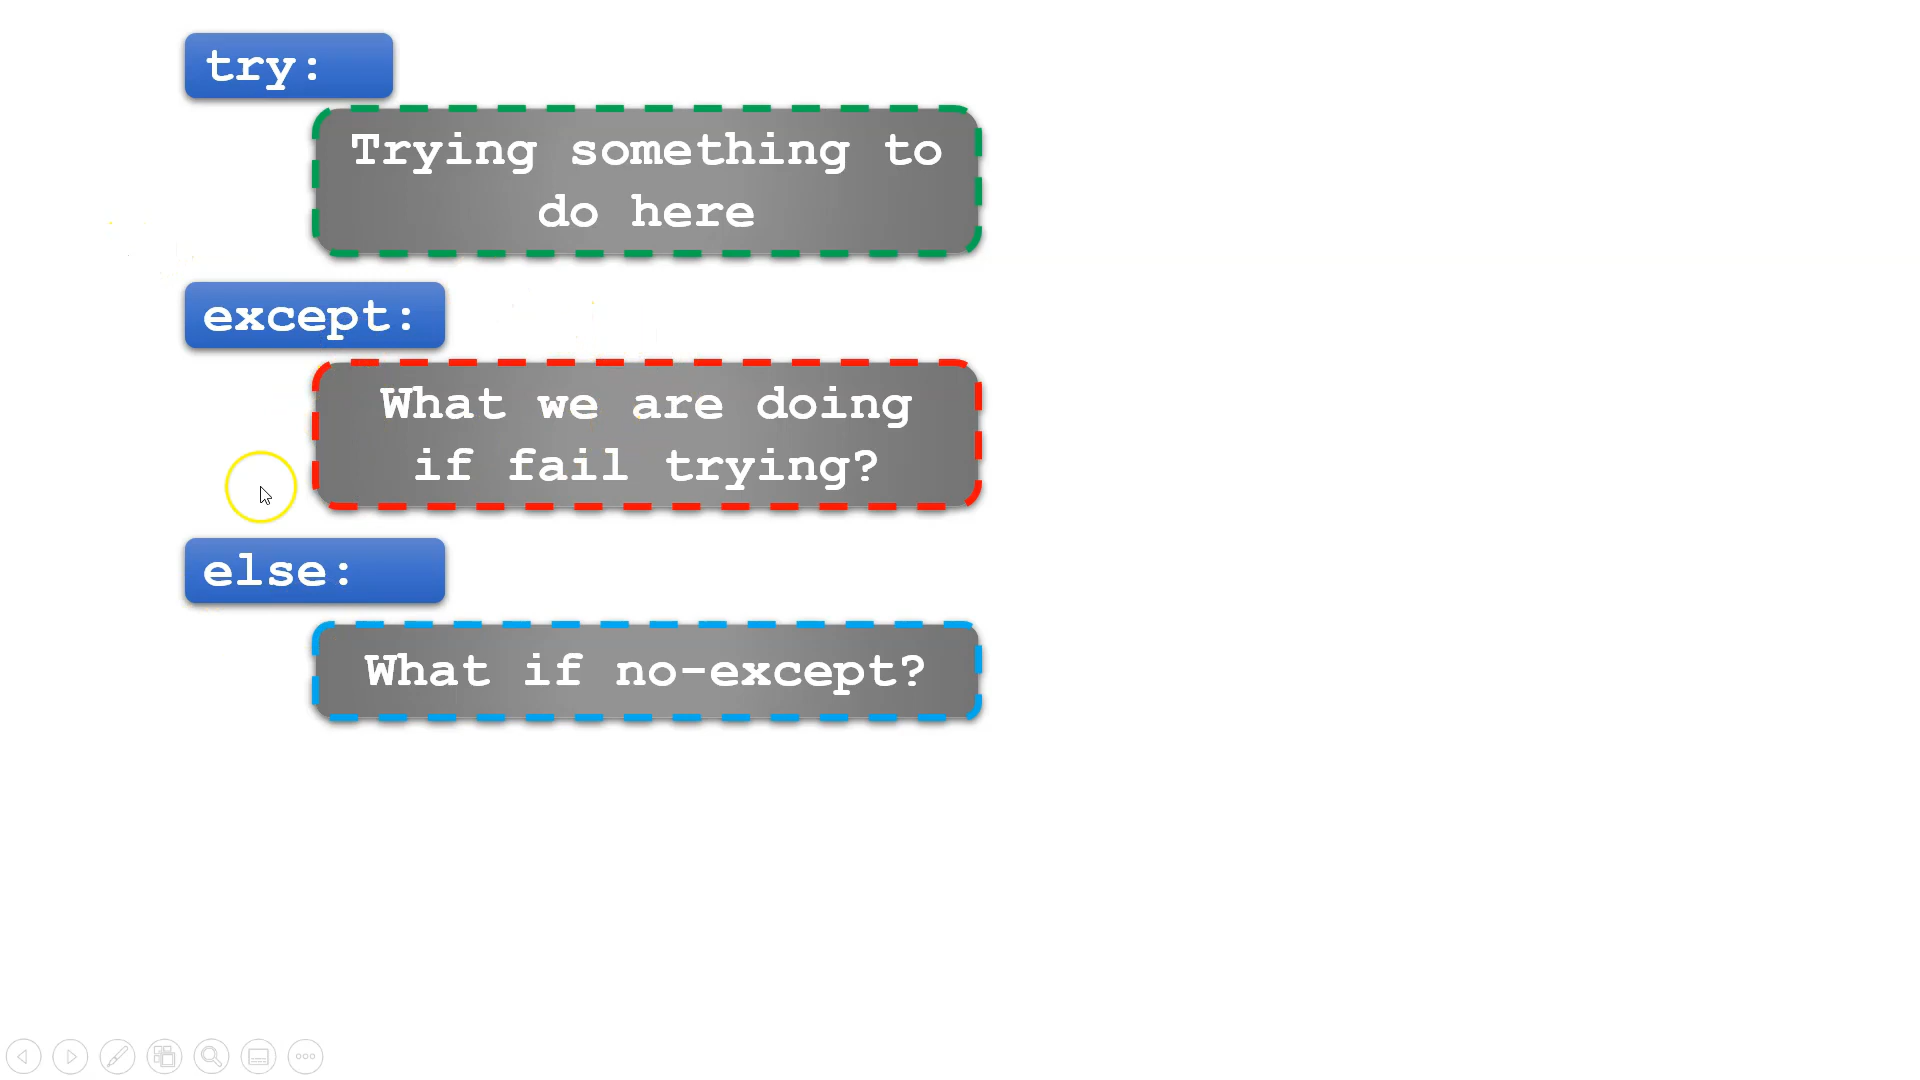 try:
Trying something to
do here
except:
What we are doing
if fail trying?
else:
What if no-except?